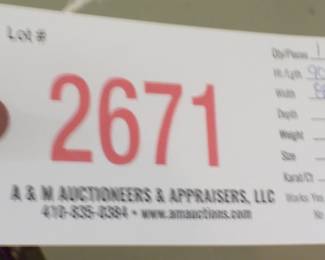 Lot #
2671
A & M AUCTIONEERS & APPRAISERS, LLC
410-835-0384 • www.amauctions.com
Qty/Pieces 1
Ht./Lgth
Width
Depth
Weight
Size
Karat/Ct
Works Yes
No